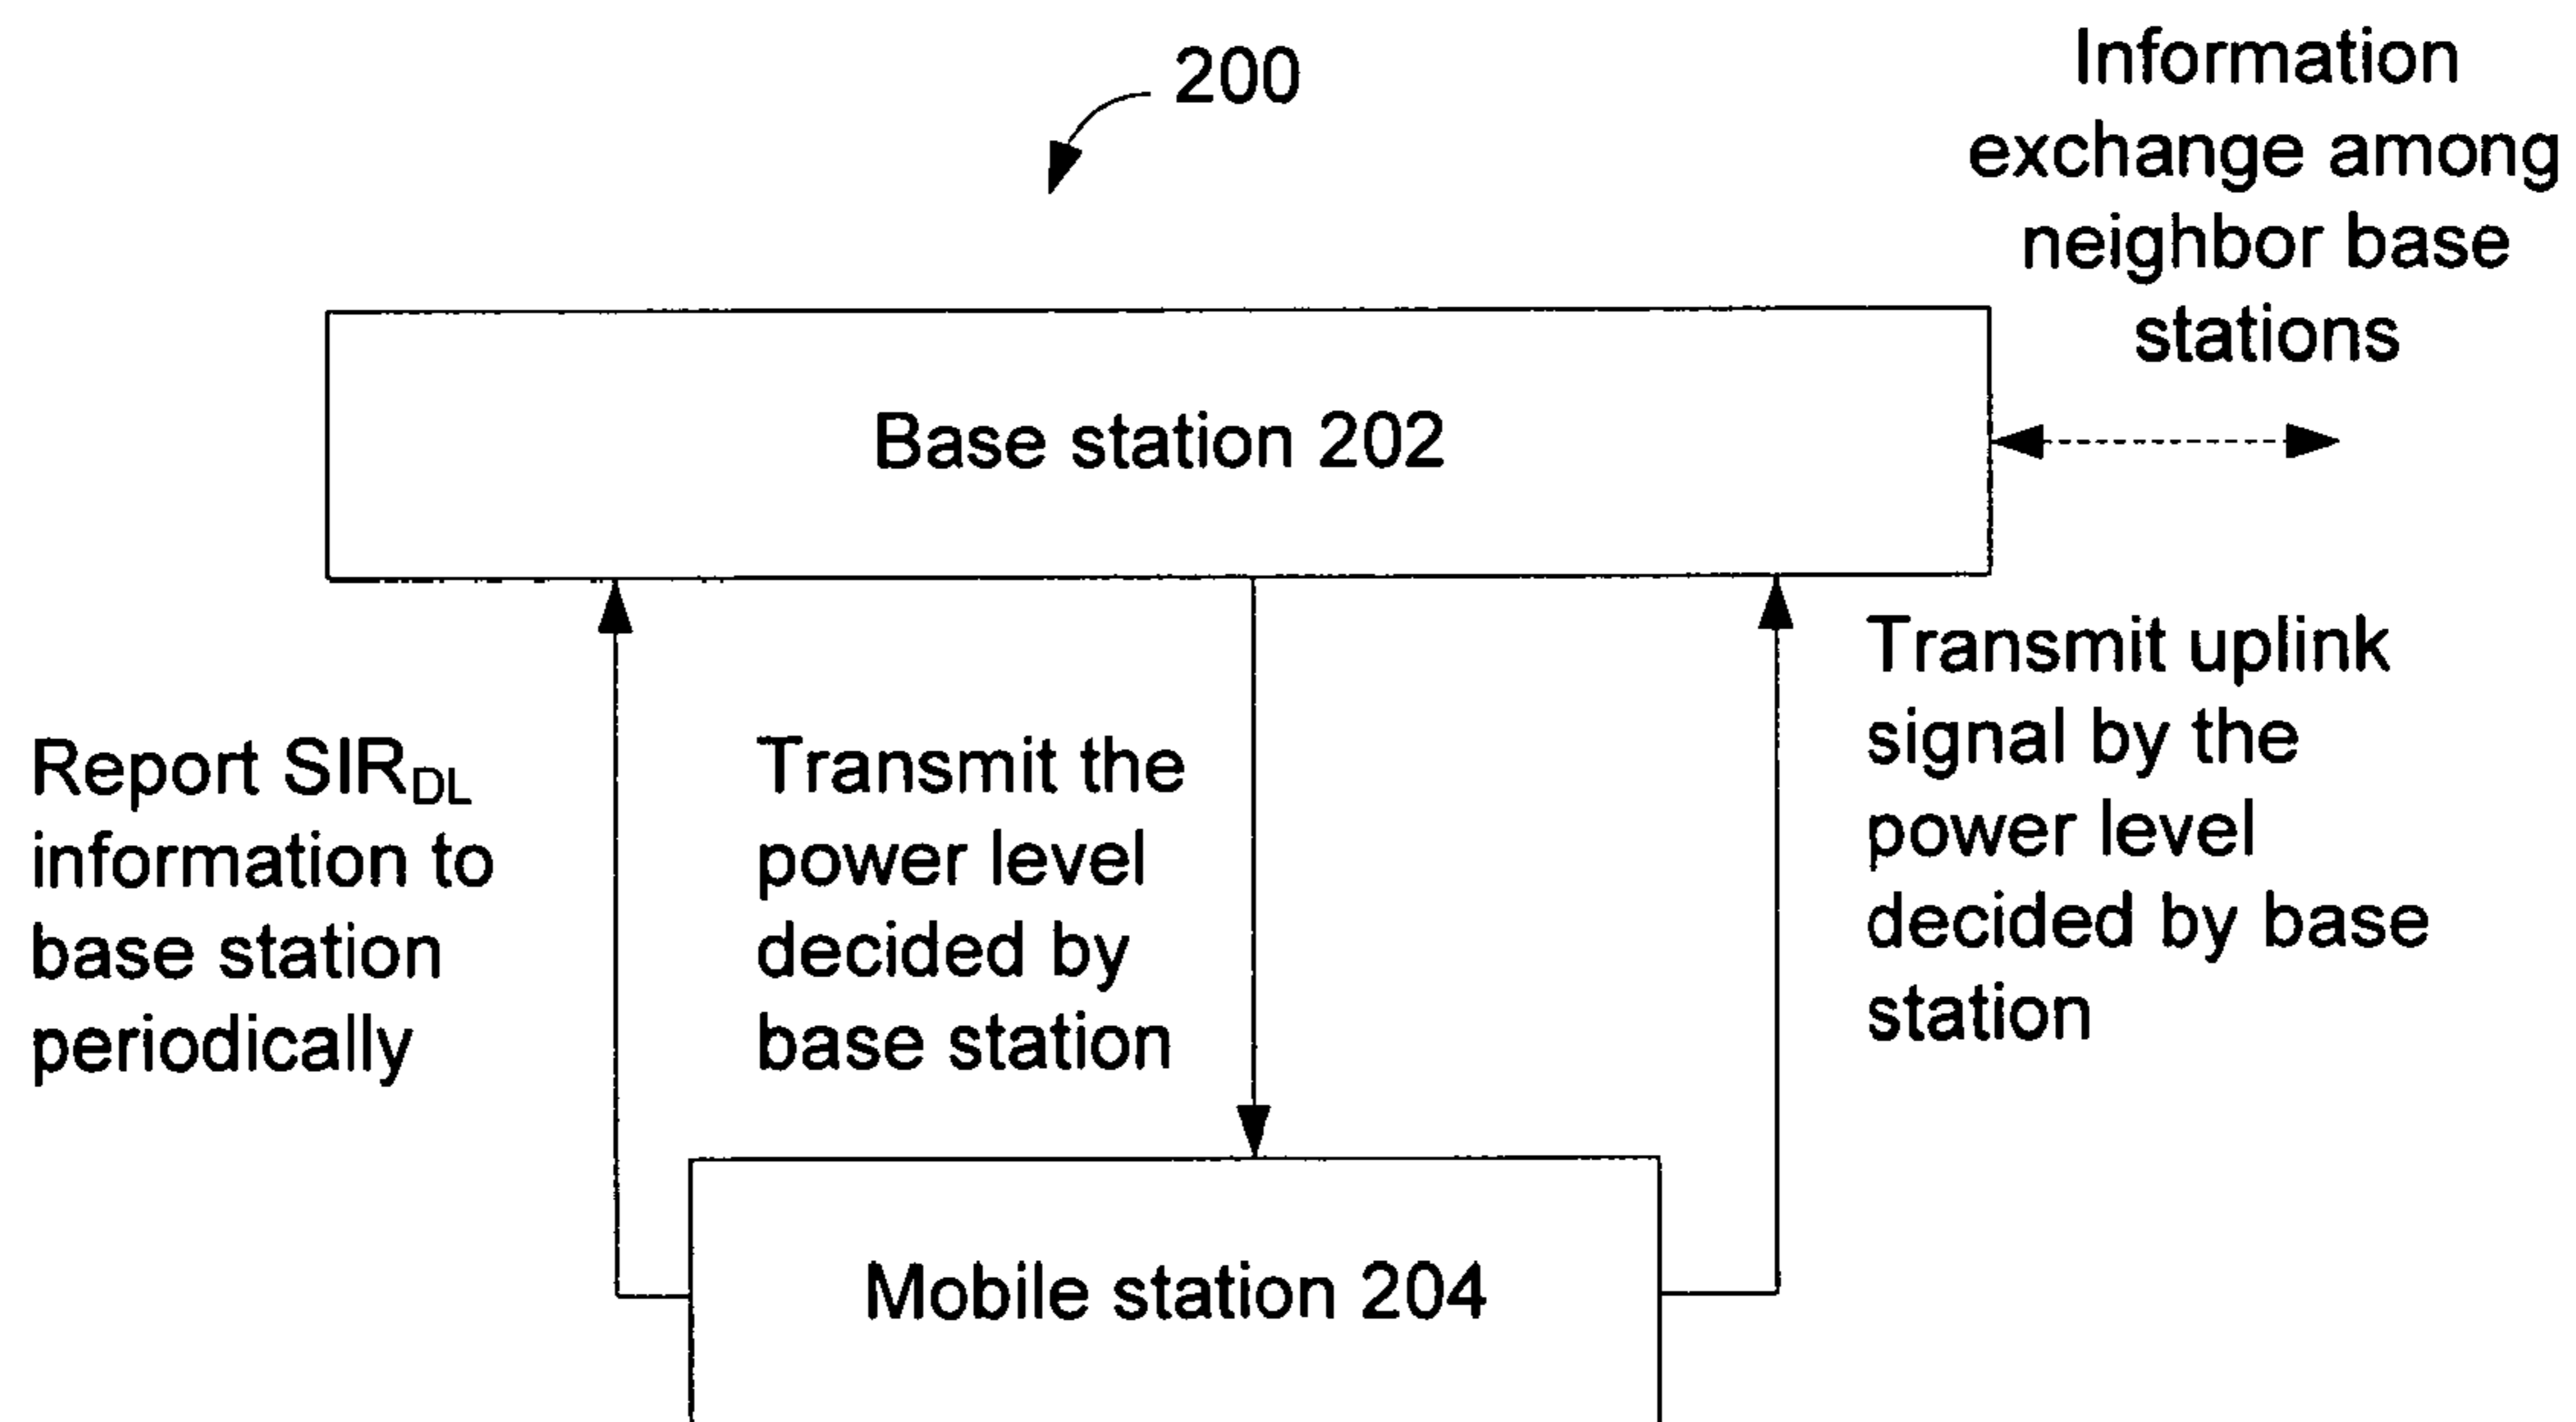 200
Information
exchange among
neighbor base
stations
Base station 202
Report SIR_DL
information to
base station
periodically
Transmit the
power level
decided by
base station
Transmit uplink
signal by the
power level
decided by base
station
Mobile station 204